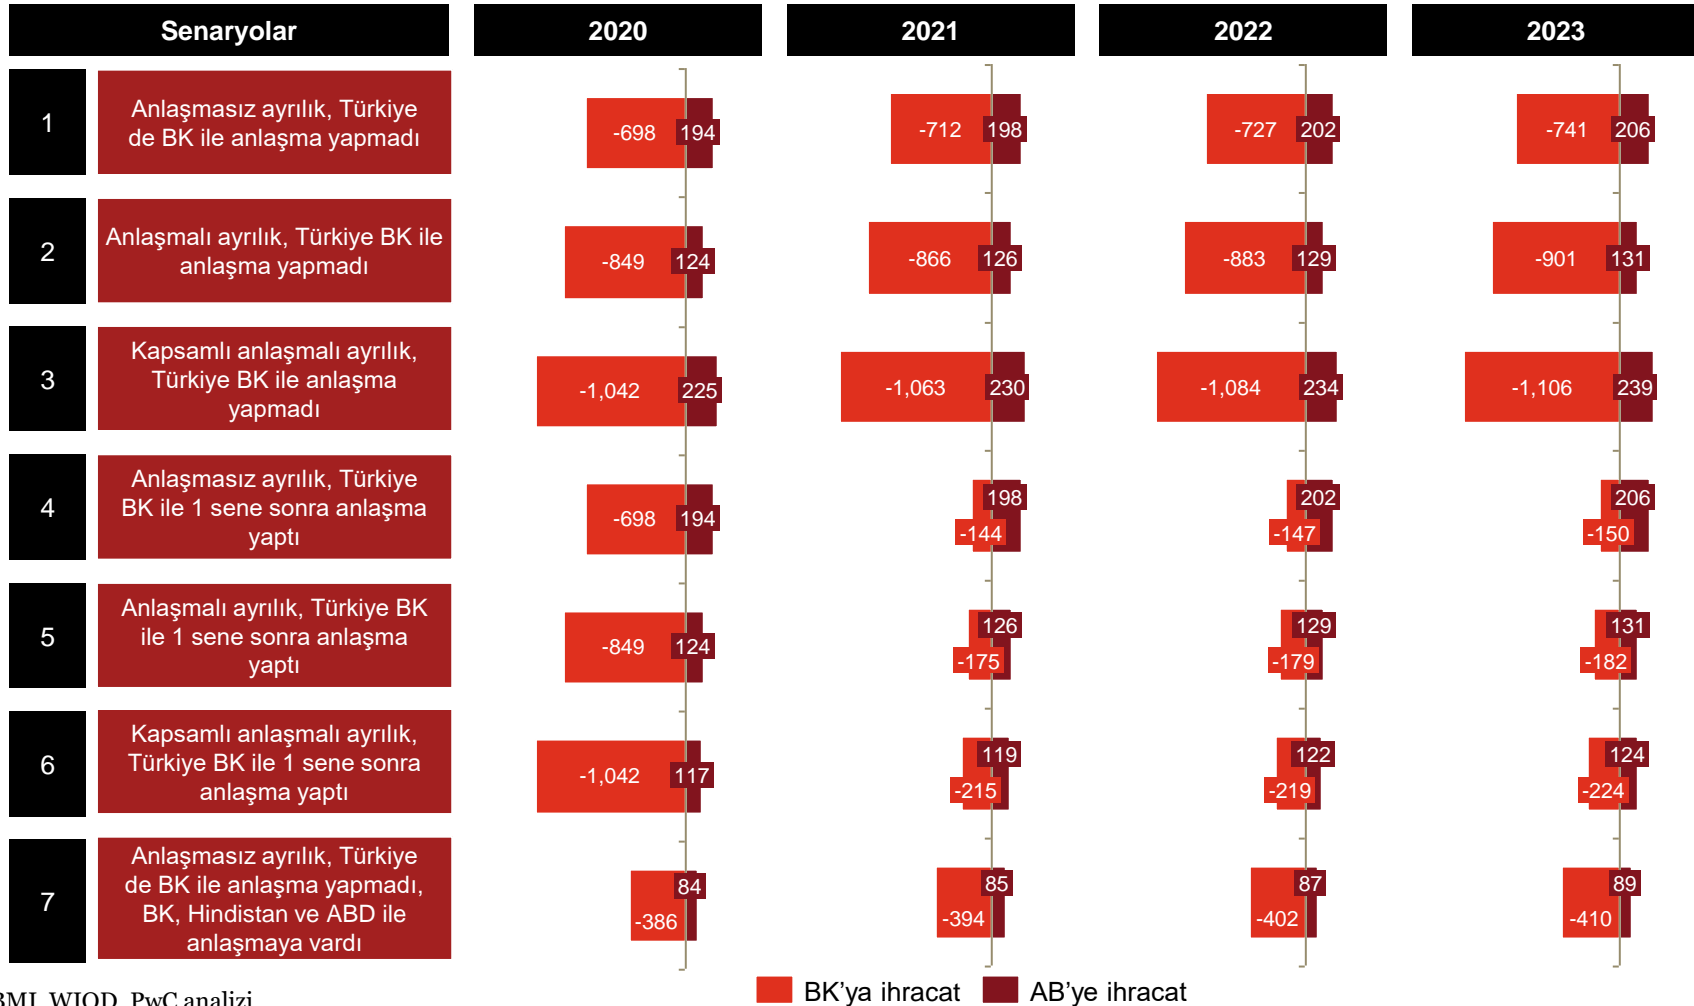 Senaryolar 2020 2021 2022 2023
1
Anlaşmasız ayrılık, Türkiye
de BK ile anlaşma yapmadı
-698 194 -712 198 -727 202 -741 206
2
Anlaşmalı ayrılık, Türkiye BK ile
anlaşma yapmadı
-849 124 -866 126 -883 129 -901 131
3
Kapsamlı anlaşmalı ayrılık,
Türkiye BK ile anlaşma
yapmadı
-1,042 225 -1,063 230 -1,084 234 -1,106 239
4
Anlaşmasız ayrılık, Türkiye
BK ile 1 sene sonra anlaşma
yaptı
-698 194 198 202 206
-144 -147 -150
5
Anlaşmalı ayrılık, Türkiye BK
ile 1 sene sonra anlaşma
yaptı
-849 124 126 129 131
-175 -179 -182
6
Kapsamlı anlaşmalı ayrılık,
Türkiye BK ile 1 sene sonra
anlaşma yaptı
-1,042 117 119 122 124
-215 -219 -224
7
Anlaşmasız ayrılık, Türkiye
de BK ile anlaşma yapmadı,
BK, Hindistan ve ABD ile
anlaşmaya vardı
84 85 87 89
-386 -394 -402 -410
BK'ya ihracat AB'ye ihracat
BMI, WIOD, PwC analizi